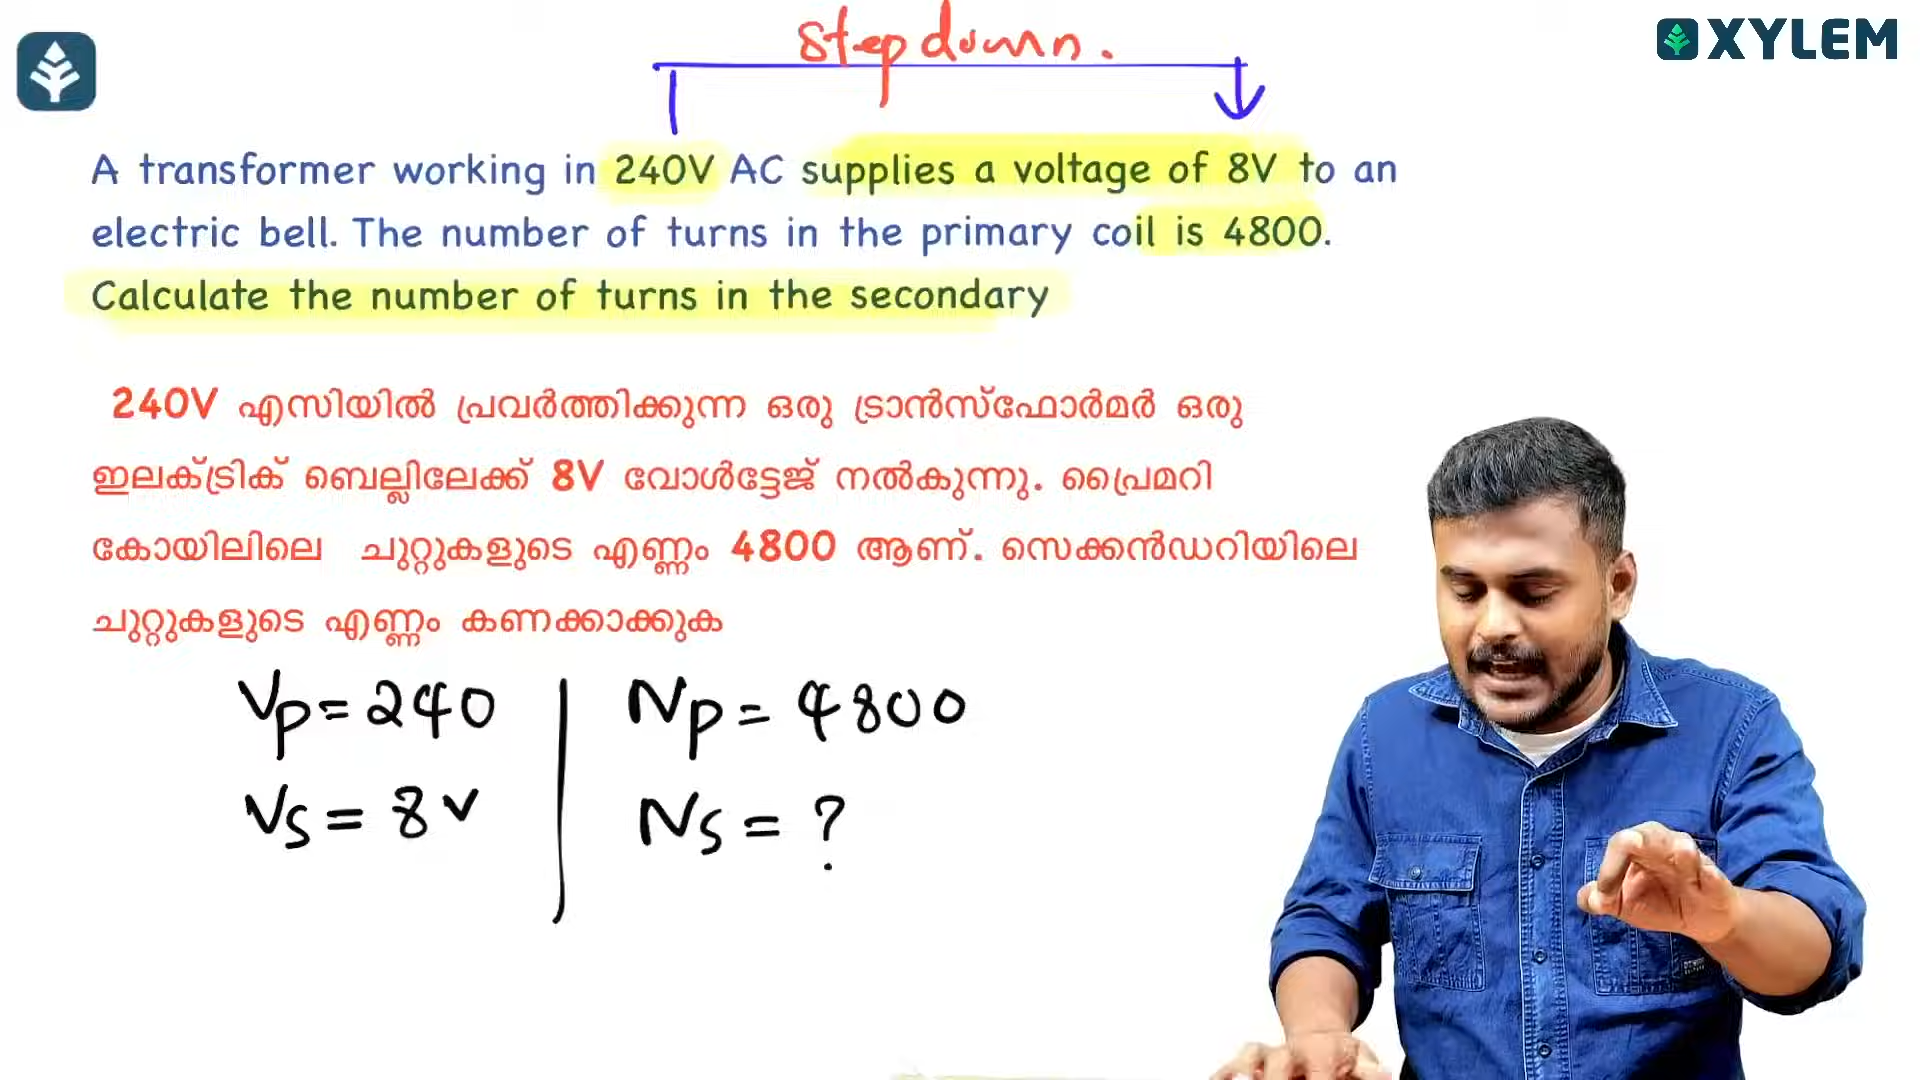 Step down.
XYLEM
A transformer working in 240V AC supplies a voltage of 8V to an
electric bell. The number of turns in the primary coil is 4800.
Calculate the number of turns in the secondary
240V എസിയിൽ പ്രവർത്തിക്കുന്ന ഒരു ട്രാൻസ്ഫോർമർ ഒരു
ഇലക്ട്രിക് ബെല്ലിലേക്ക് 8V വോൾട്ടേജ് നൽകുന്നു. പ്രൈമറി
കോയിലിലെ ചുറ്റുകളുടെ എണ്ണം 4800 ആണ്. സെക്കൻഡറിയിലെ
ചുറ്റുകളുടെ എണ്ണം കണക്കാക്കുക
Vp = 240
Np = 4800
Vs = 8V
Ns = ?